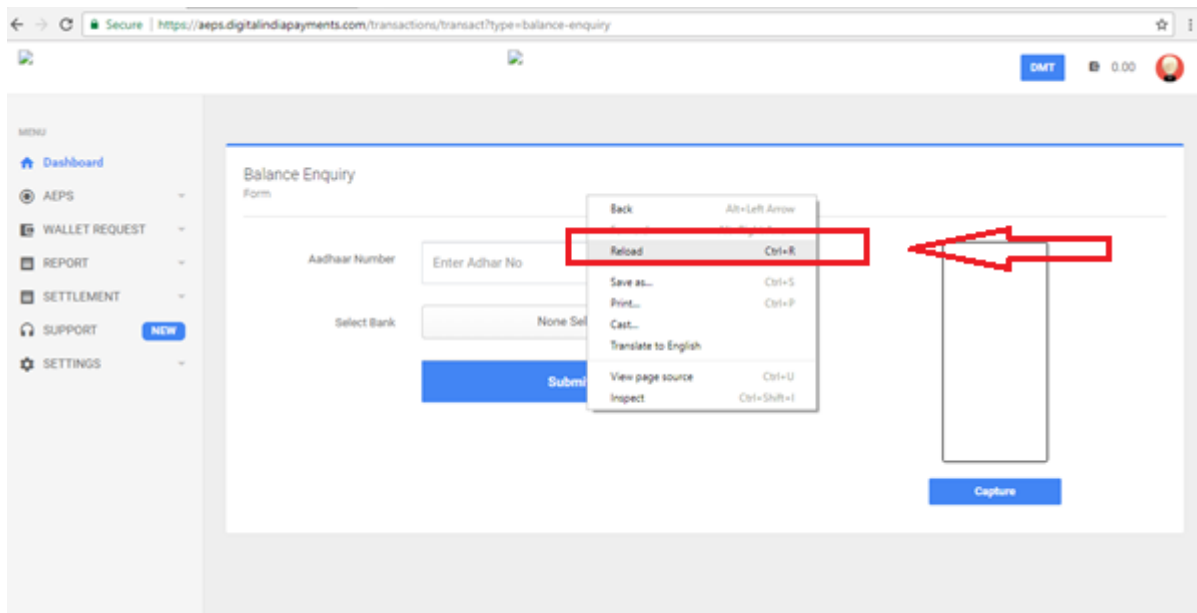 Secure | https://aeps.digitalindiapayments.com/transactions/transact?type=balance-enquiry
DMT 0.00
MENU
Dashboard
AEPS
WALLET REQUEST
REPORT
SETTLEMENT
SUPPORT NEW
SETTINGS
Balance Enquiry
Form
Aadhaar Number Enter Adhar No
Select Bank None Sel
Submi
Back Alt+Left Arrow
Reload Ctrl+R
Save as... Ctrl+S
Print... Ctrl+P
Cast...
Translate to English
View page source Ctrl+U
Inspect Ctrl+Shift+I
Capture